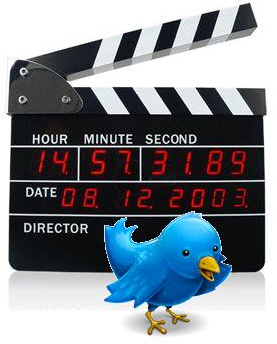 HOUR MINUTE SECOND
14. 57. 31. 89
DATE 08. 12. 2003.
DIRECTOR